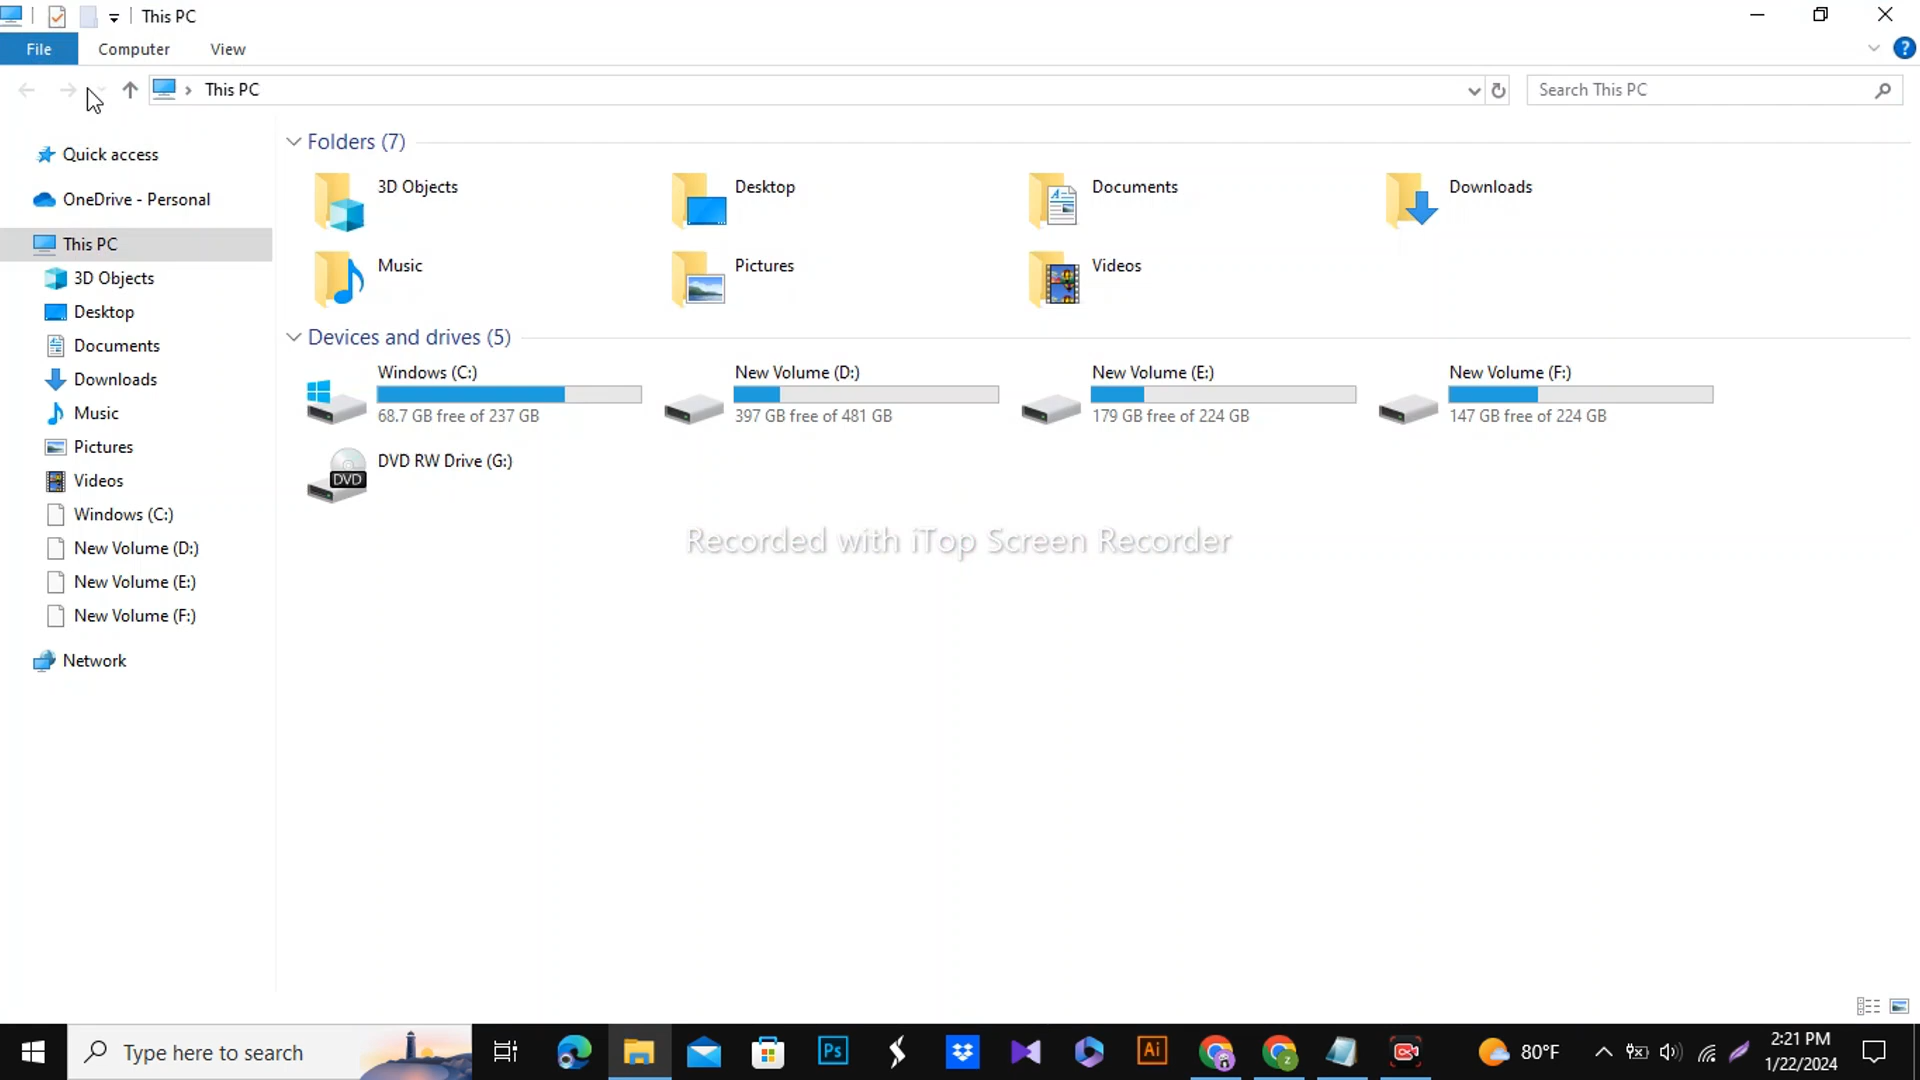 This PC
File Computer View
This PC
Search This PC
Quick access
OneDrive - Personal
This PC
3D Objects
Desktop
Documents
Downloads
Music
Pictures
Videos
Windows (C:)
New Volume (D:)
New Volume (E:)
New Volume (F:)
Network
Folders (7)
3D Objects
Desktop
Documents
Downloads
Music
Pictures
Videos
Devices and drives (5)
Windows (C:)
68.7 GB free of 237 GB
New Volume (D:)
397 GB free of 481 GB
New Volume (E:)
179 GB free of 224 GB
New Volume (F:)
147 GB free of 224 GB
DVD RW Drive (G:)
DVD
Recorded with iTop Screen Recorder
Type here to search
Ps
Ai
z
80°F
2:21 PM
1/22/2024